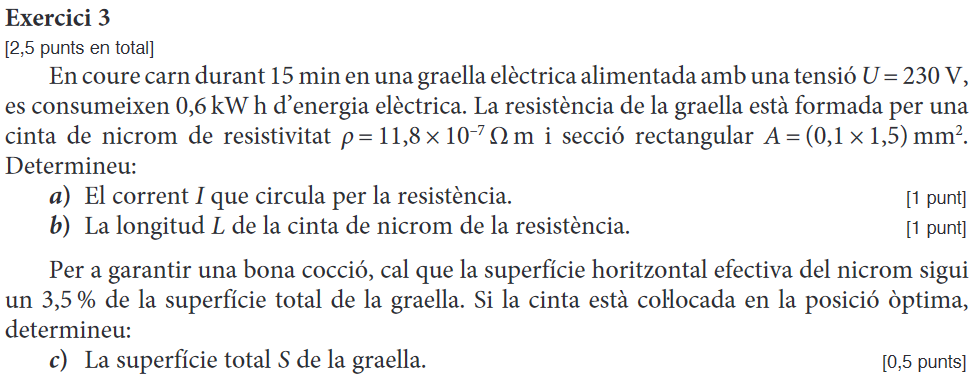 Exercici 3
[2,5 punts en total]
En coure carn durant 15 min en una graella elèctrica alimentada amb una tensió U = 230 V,
es consumeixen 0,6 kW h d’energia elèctrica. La resistència de la graella està formada per una
cinta de nicrom de resistivitat ρ = 11,8 × 10⁻⁷ Ω m i secció rectangular A = (0,1 × 1,5) mm².
Determineu:
a) El corrent I que circula per la resistència. [1 punt]
b) La longitud L de la cinta de nicrom de la resistència. [1 punt]
Per a garantir una bona cocció, cal que la superfície horitzontal efectiva del nicrom sigui
un 3,5 % de la superfície total de la graella. Si la cinta està col·locada en la posició òptima,
determineu:
c) La superfície total S de la graella. [0,5 punts]